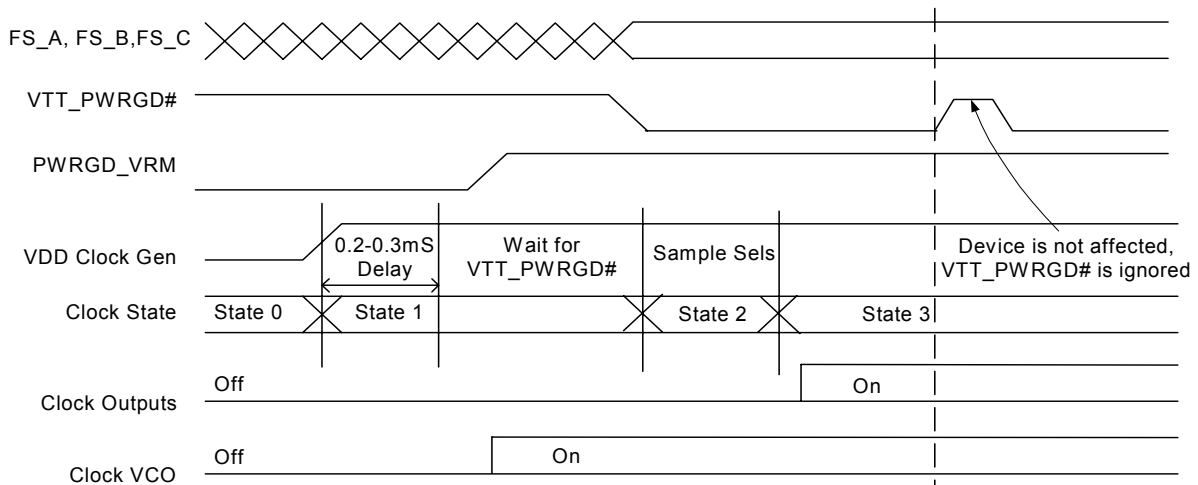 FS_A, FS_B,FS_C
VTT_PWRGD#
PWRGD_VRM
VDD Clock Gen
0.2-0.3mS
Delay
Wait for
VTT_PWRGD#
Sample Sels
Device is not affected,
VTT_PWRGD# is ignored
Clock State
State 0
State 1
State 2
State 3
Clock Outputs
Off
On
Clock VCO
Off
On